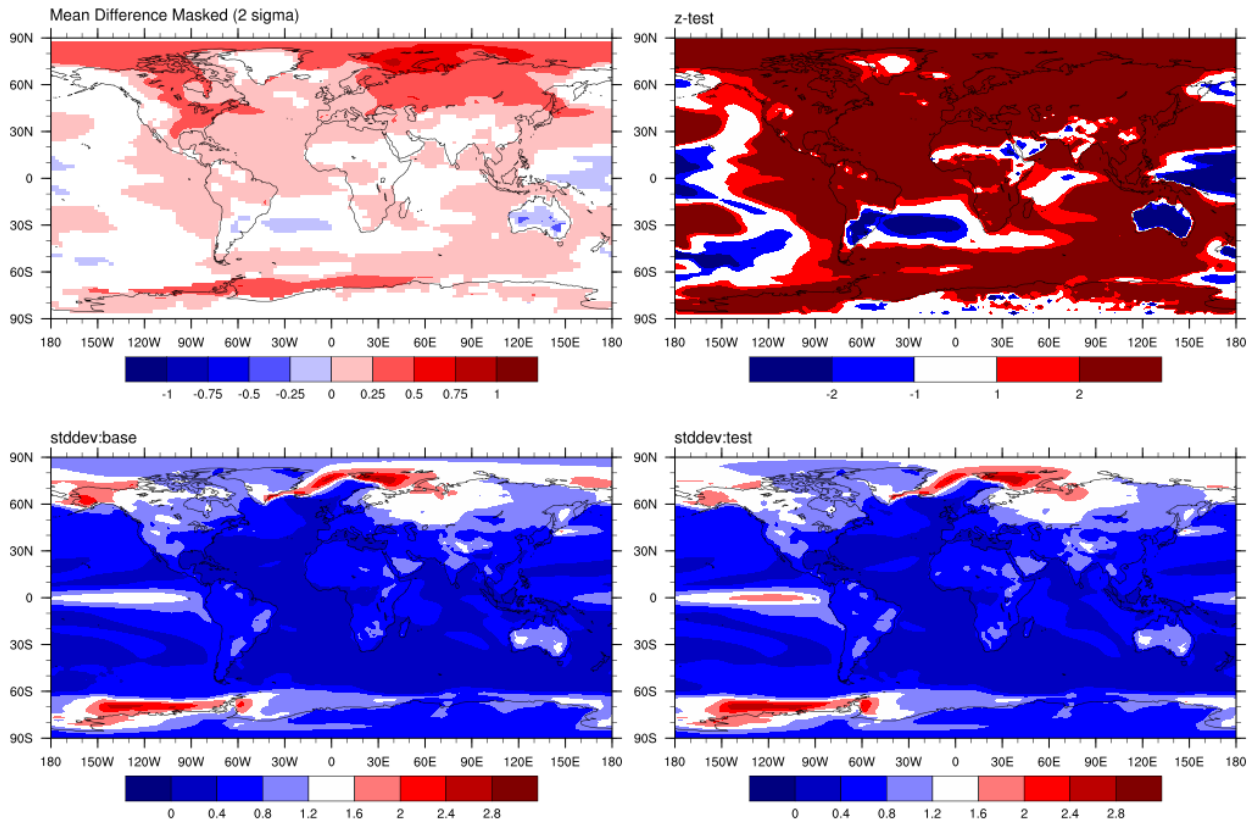 Mean Difference Masked (2 sigma)
90N
60N
30N
0
30S
60S
90S
180 150W 120W 90W 60W 30W 0 30E 60E 90E 120E 150E 180
-1 -0.75 -0.5 -0.25 0 0.25 0.5 0.75 1
z-test
90N
60N
30N
0
30S
60S
90S
180 150W 120W 90W 60W 30W 0 30E 60E 90E 120E 150E 180
-2 -1 1 2
stddev:base
90N
60N
30N
0
30S
60S
90S
180 150W 120W 90W 60W 30W 0 30E 60E 90E 120E 150E 180
0 0.4 0.8 1.2 1.6 2 2.4 2.8
stddev:test
90N
60N
30N
0
30S
60S
90S
180 150W 120W 90W 60W 30W 0 30E 60E 90E 120E 150E 180
0 0.4 0.8 1.2 1.6 2 2.4 2.8